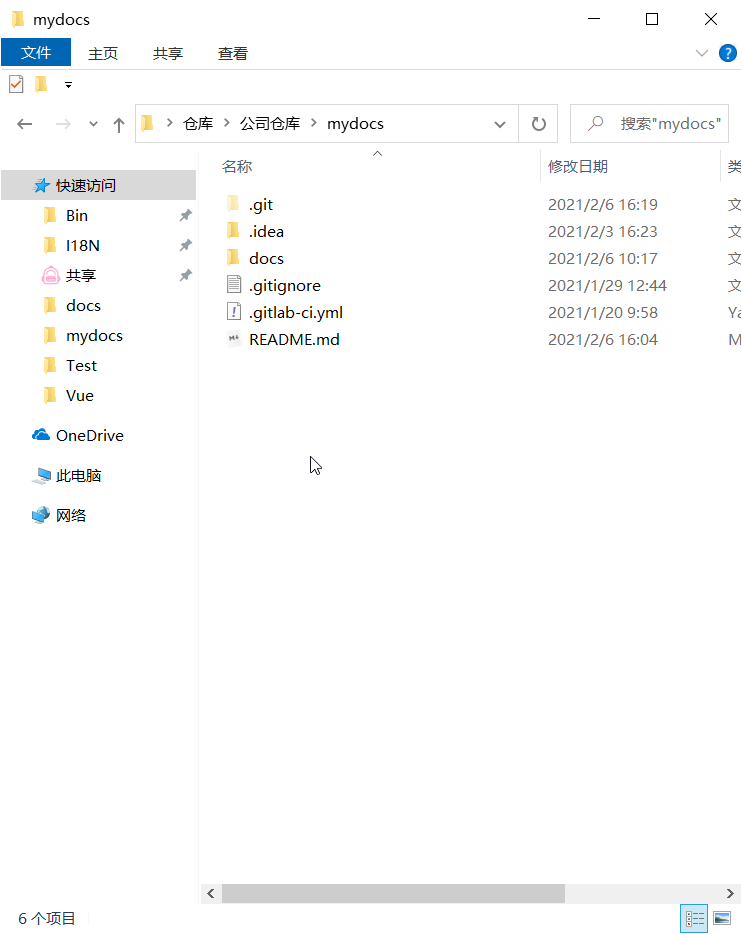 mydocs
文件 主页 共享 查看
仓库 公司仓库 mydocs 搜索"mydocs"
名称 修改日期 类
快速访问
Bin
I18N
共享
docs
mydocs
Test
Vue
OneDrive
此电脑
网络
.git 2021/2/6 16:19 文
.idea 2021/2/3 16:23 文
docs 2021/2/6 10:17 文
.gitignore 2021/1/29 12:44 文
.gitlab-ci.yml 2021/1/20 9:58 Ya
README.md 2021/2/6 16:04 M
6 个项目